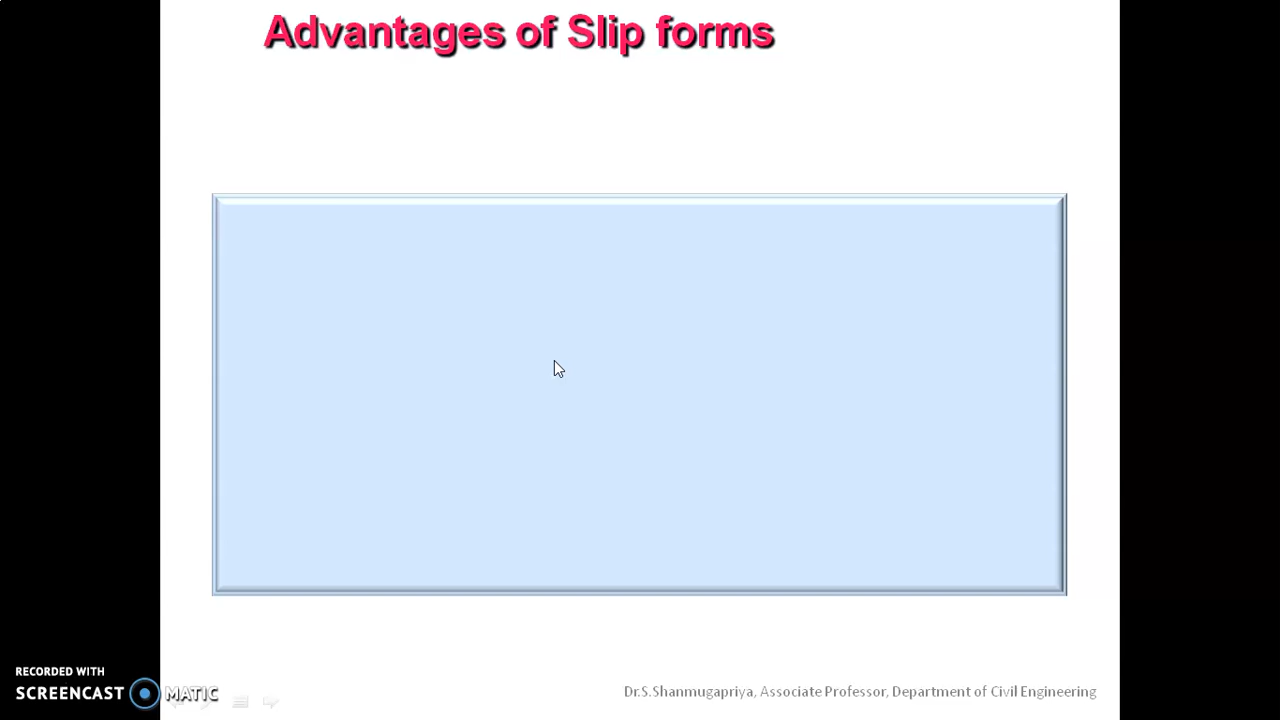 Advantages of Slip forms
RECORDED WITH
SCREENCAST MATIC
Dr.S.Shanmugapriya, Associate Professor, Department of Civil Engineering